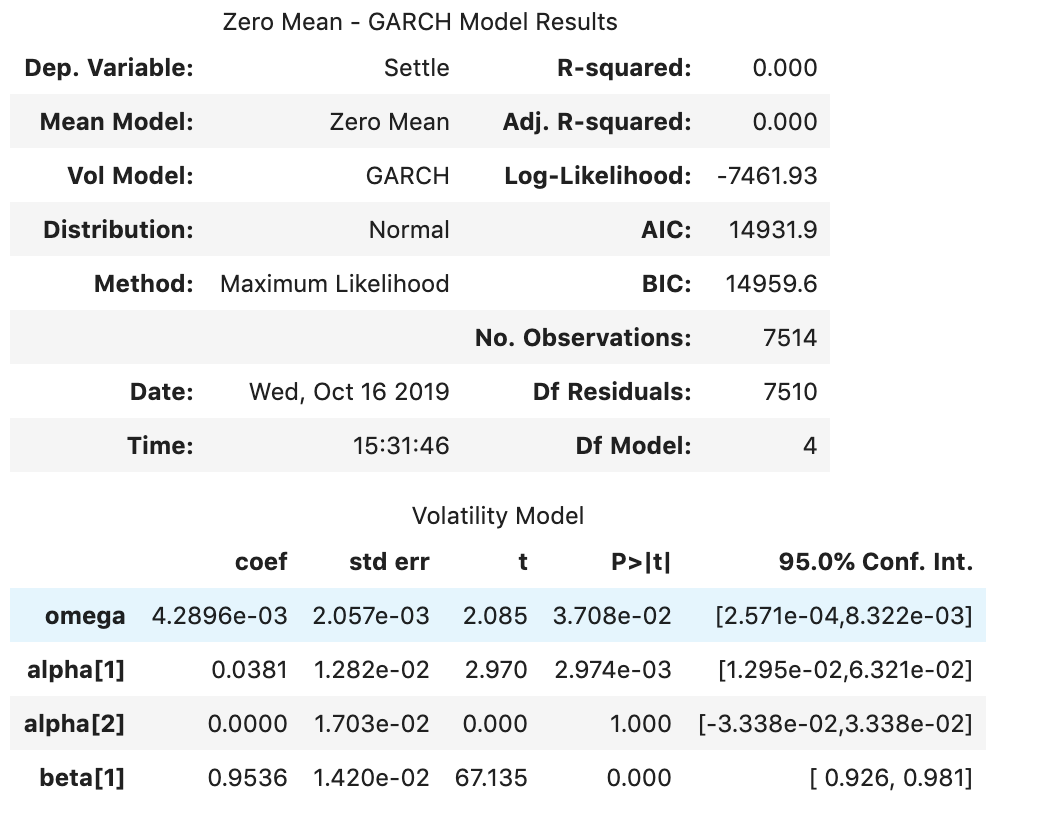 Zero Mean - GARCH Model Results
Dep. Variable: Settle R-squared: 0.000
Mean Model: Zero Mean Adj. R-squared: 0.000
Vol Model: GARCH Log-Likelihood: -7461.93
Distribution: Normal AIC: 14931.9
Method: Maximum Likelihood BIC: 14959.6
No. Observations: 7514
Date: Wed, Oct 16 2019 Df Residuals: 7510
Time: 15:31:46 Df Model: 4
Volatility Model
coef std err t P>|t| 95.0% Conf. Int.
omega 4.2896e-03 2.057e-03 2.085 3.708e-02 [2.571e-04,8.322e-03]
alpha[1] 0.0381 1.282e-02 2.970 2.974e-03 [1.295e-02,6.321e-02]
alpha[2] 0.0000 1.703e-02 0.000 1.000 [-3.338e-02,3.338e-02]
beta[1] 0.9536 1.420e-02 67.135 0.000 [ 0.926, 0.981]